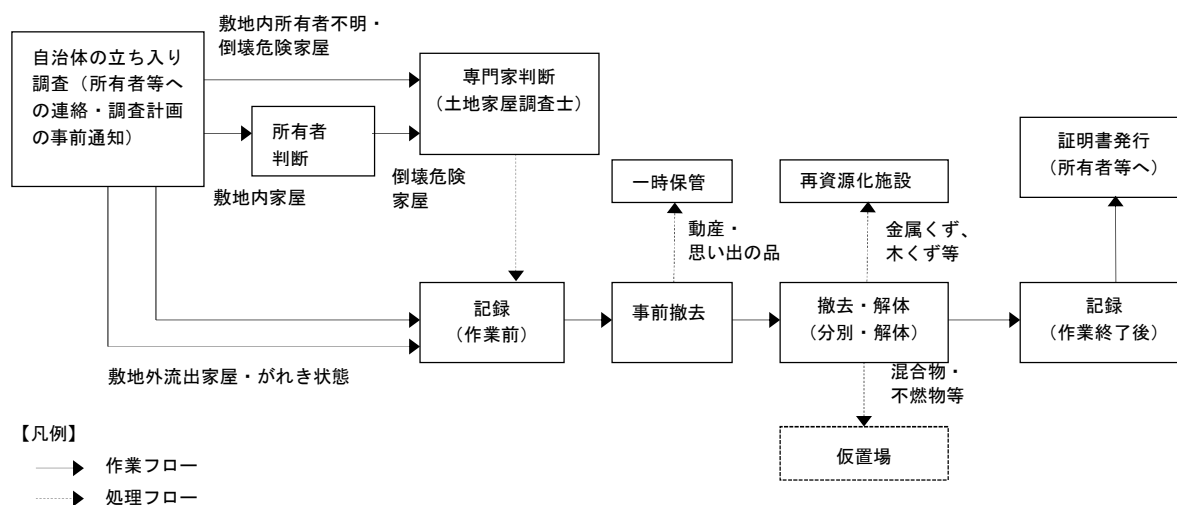 敷地内所有者不明・
倒壊危険家屋
自治体の立ち入り
調査（所有者等へ
の連絡・調査計画
の事前通知）
専門家判断
（土地家屋調査士）
所有者
判断
敷地内家屋
倒壊危険
家屋
一時保管
再資源化施設
証明書発行
（所有者等へ）
動産・
思い出の品
金属くず、
木くず等
記録
（作業前）
事前撤去
撤去・解体
（分別・解体）
記録
（作業終了後）
敷地外流出家屋・がれき状態
混合物・
不燃物等
仮置場
【凡例】
作業フロー
処理フロー